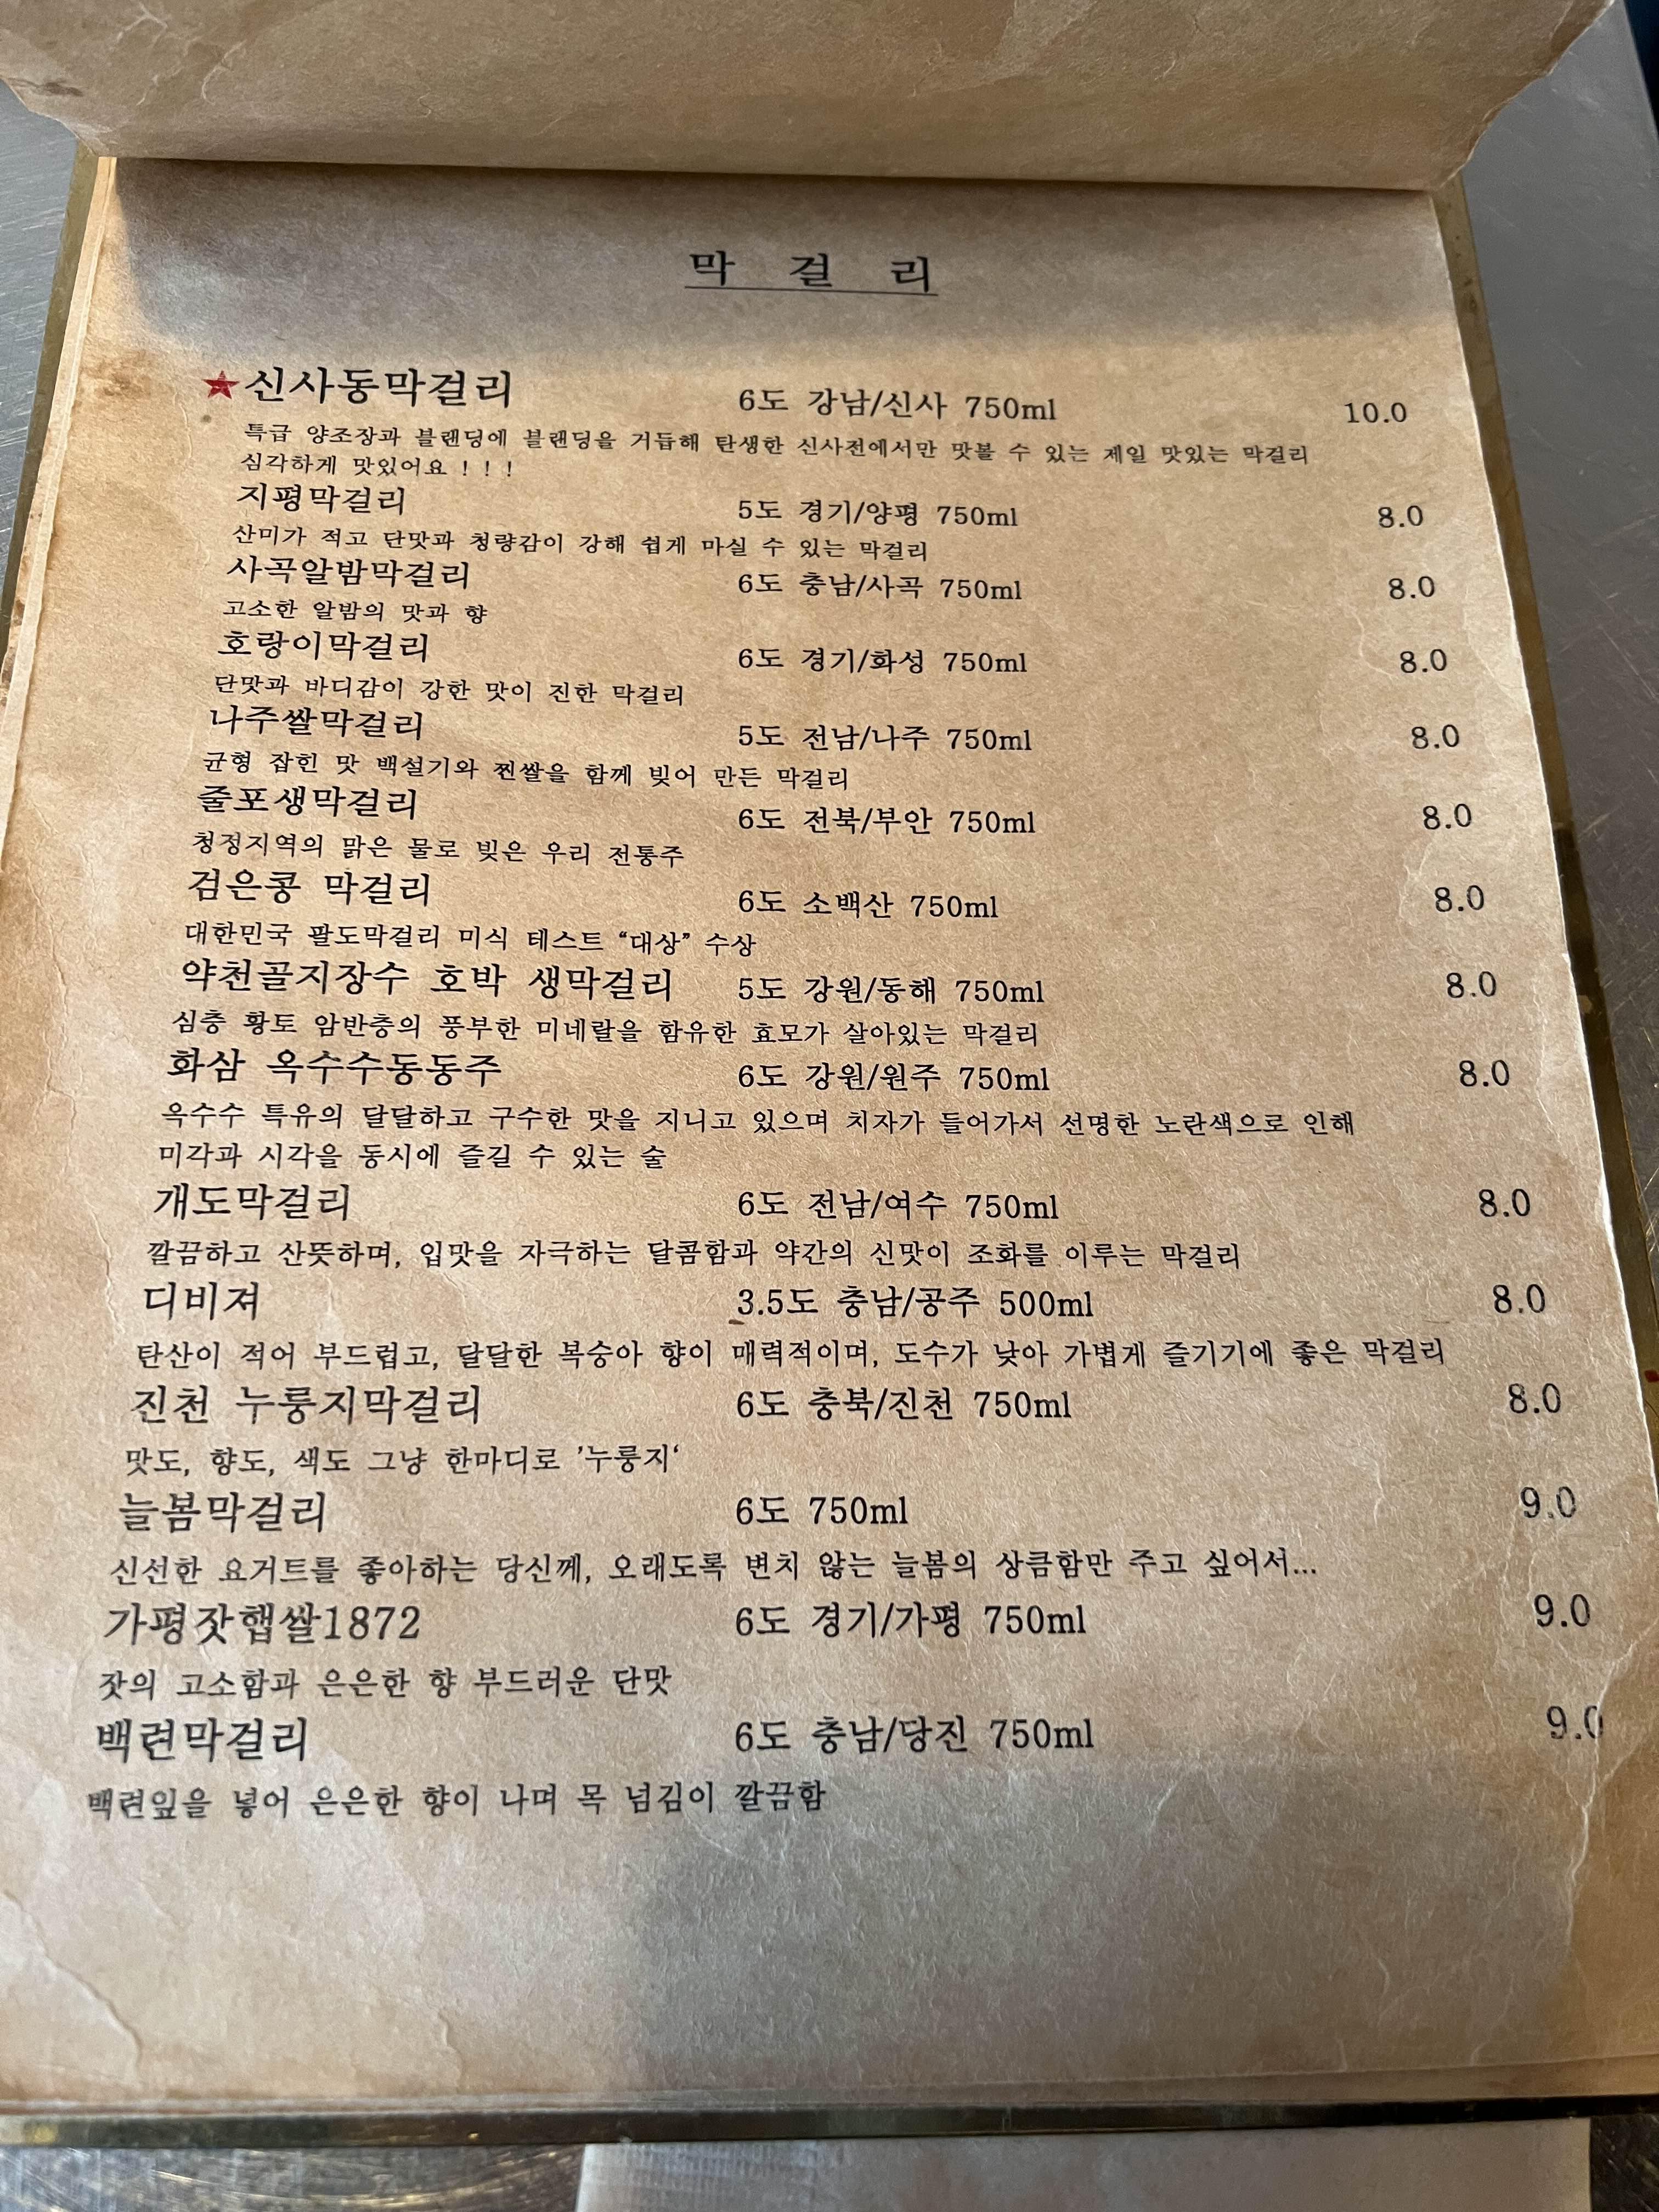 막 걸 리
★신사동막걸리 6도 강남/신사 750ml 10.0
특급 양조장과 블랜딩에 블랜딩을 거듭해 탄생한 신사전에서만 맛볼 수 있는 제일 맛있는 막걸리
심각하게 맛있어요 ! ! !
지평막걸리 5도 경기/양평 750ml 8.0
산미가 적고 단맛과 청량감이 강해 쉽게 마실 수 있는 막걸리
사곡알밤막걸리 6도 충남/사곡 750ml 8.0
고소한 알밤의 맛과 향
호랑이막걸리 6도 경기/화성 750ml 8.0
단맛과 바디감이 강한 맛이 진한 막걸리
나주쌀막걸리 5도 전남/나주 750ml 8.0
균형 잡힌 맛 백설기와 찐쌀을 함께 빚어 만든 막걸리
줄포생막걸리 6도 전북/부안 750ml 8.0
청정지역의 맑은 물로 빚은 우리 전통주
검은콩 막걸리 6도 소백산 750ml 8.0
대한민국 팔도막걸리 미식 테스트 “대상” 수상
약천골지장수 호박 생막걸리 5도 강원/동해 750ml 8.0
심층 황토 암반층의 풍부한 미네랄을 함유한 효모가 살아있는 막걸리
화삼 옥수수동동주 6도 강원/원주 750ml 8.0
옥수수 특유의 달달하고 구수한 맛을 지니고 있으며 치자가 들어가서 선명한 노란색으로 인해
미각과 시각을 동시에 즐길 수 있는 술
개도막걸리 6도 전남/여수 750ml 8.0
깔끔하고 산뜻하며, 입맛을 자극하는 달콤함과 약간의 신맛이 조화를 이루는 막걸리
디비져 3.5도 충남/공주 500ml 8.0
탄산이 적어 부드럽고, 달달한 복숭아 향이 매력적이며, 도수가 낮아 가볍게 즐기기에 좋은 막걸리
진천 누룽지막걸리 6도 충북/진천 750ml 8.0
맛도, 향도, 색도 그냥 한마디로 ’누룽지‘
늘봄막걸리 6도 750ml 9.0
신선한 요거트를 좋아하는 당신께, 오래도록 변치 않는 늘봄의 상큼함만 주고 싶어서...
가평잣햅쌀1872 6도 경기/가평 750ml 9.0
잣의 고소함과 은은한 향 부드러운 단맛
백련막걸리 6도 충남/당진 750ml 9.0
백련잎을 넣어 은은한 향이 나며 목 넘김이 깔끔함